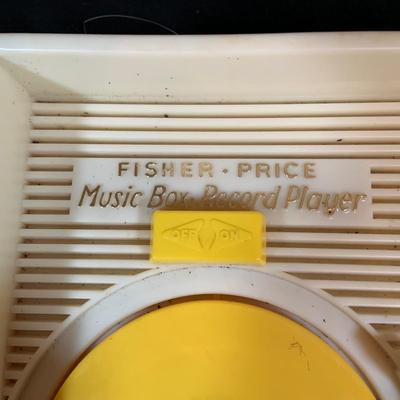 FISHER · PRICE
Music Box Record Player
OFF ON